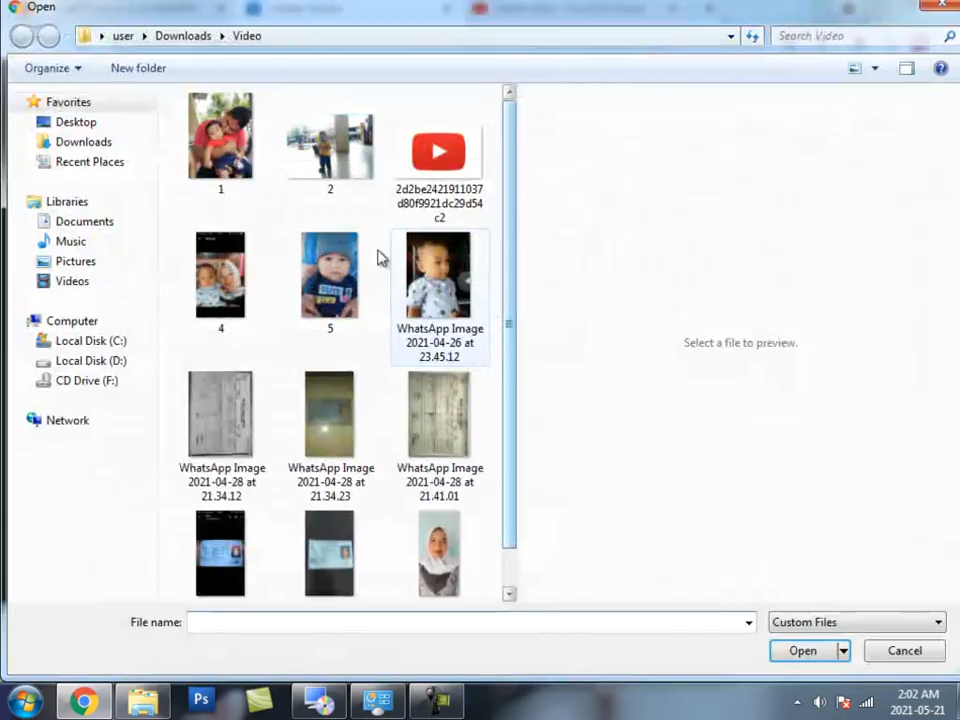 Open
user Downloads Video
Search Video
Organize New folder
Favorites
Desktop
Downloads
Recent Places
Libraries
Documents
Music
Pictures
Videos
Computer
Local Disk (C:)
Local Disk (D:)
CD Drive (F:)
Network
1
2
2d2be2421911037
d80f9921dc29d54
c2
4
5
WhatsApp Image
2021-04-26 at
23.45.12
WhatsApp Image
2021-04-28 at
21.34.12
WhatsApp Image
2021-04-28 at
21.34.23
WhatsApp Image
2021-04-28 at
21.41.01
Select a file to preview.
File name:
Custom Files
Open Cancel
Ps
2:02 AM
2021-05-21